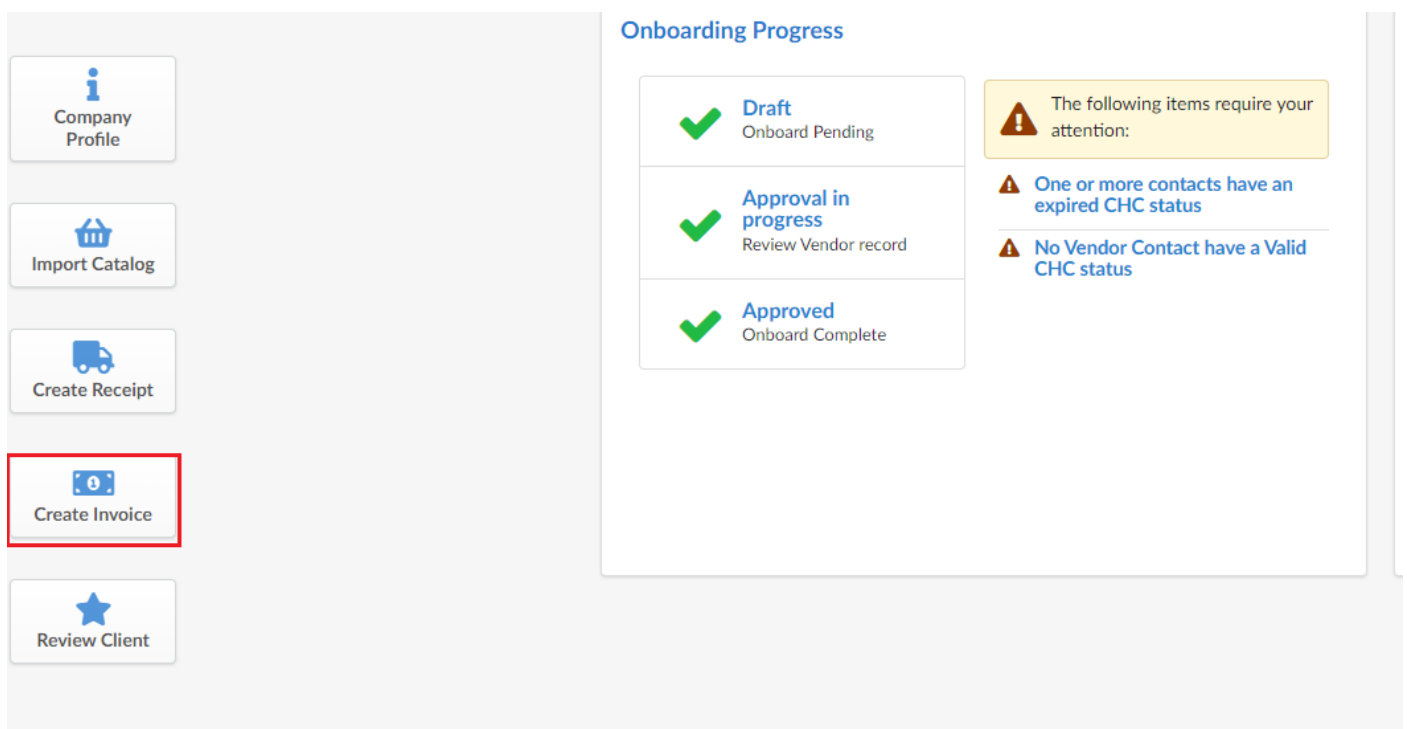 Company
Profile
Import Catalog
Create Receipt
1
Create Invoice
Review Client
Onboarding Progress
Draft
Onboard Pending
Approval in
progress
Review Vendor record
Approved
Onboard Complete
The following items require your
attention:
One or more contacts have an
expired CHC status
No Vendor Contact have a Valid
CHC status